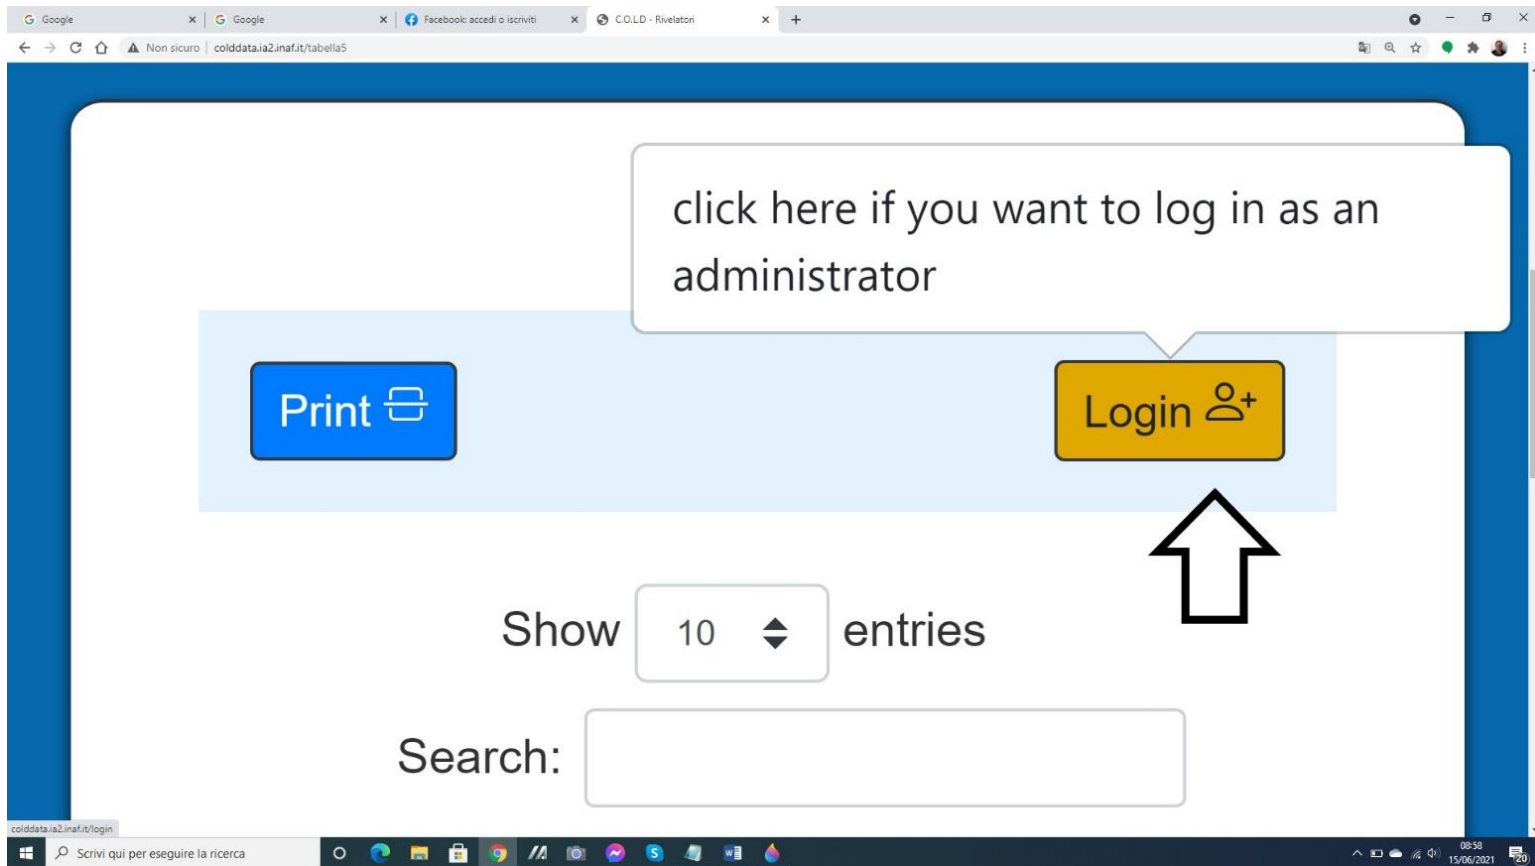 Google
Google
Facebook: accedi o iscriviti
C.O.L.D - Rivelatori
Non sicuro
colddata.ia2.inaf.it/tabella5
click here if you want to log in as an
administrator
Print
Login
Show 10 entries
Search:
colddata.ia2.inaf.it/login
Scrivi qui per eseguire la ricerca
08:58
15/06/2021
20